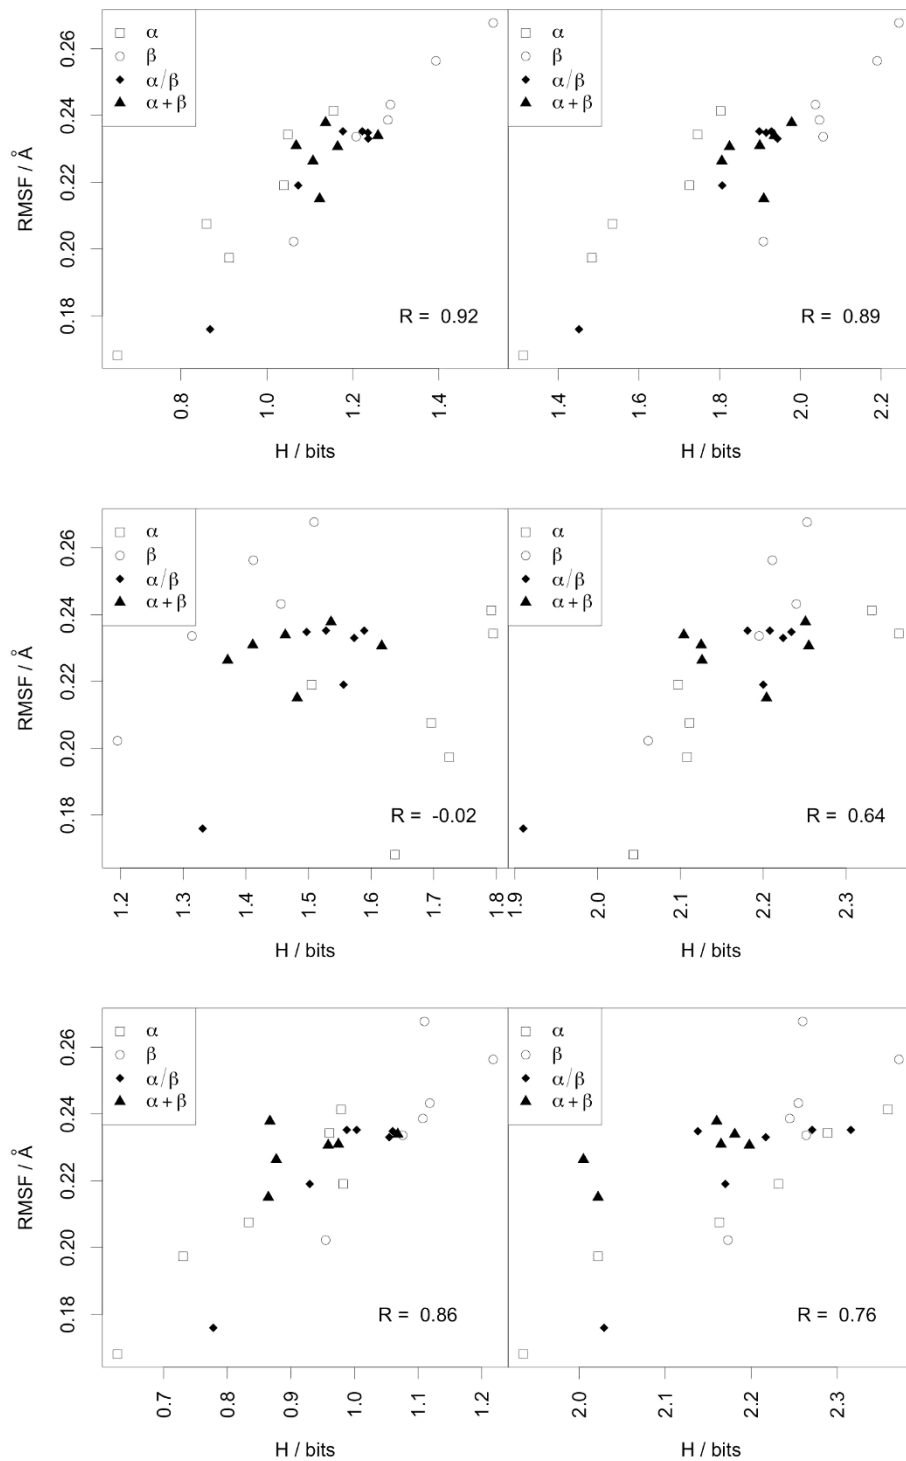 α
β
α/β
α+β
α
β
α/β
α+β
RMSF / Å
0.18
0.20
0.22
0.24
0.26
R = 0.92
R = 0.89
0.8
1.0
1.2
1.4
1.4
1.6
1.8
2.0
2.2
H / bits
H / bits
α
β
α/β
α+β
α
β
α/β
α+β
RMSF / Å
0.18
0.20
0.22
0.24
0.26
R = -0.02
R = 0.64
1.2
1.3
1.4
1.5
1.6
1.7
1.8
1.9
2.0
2.1
2.2
2.3
H / bits
H / bits
α
β
α/β
α+β
α
β
α/β
α+β
RMSF / Å
0.18
0.20
0.22
0.24
0.26
R = 0.86
R = 0.76
0.7
0.8
0.9
1.0
1.1
1.2
2.0
2.1
2.2
2.3
H / bits
H / bits